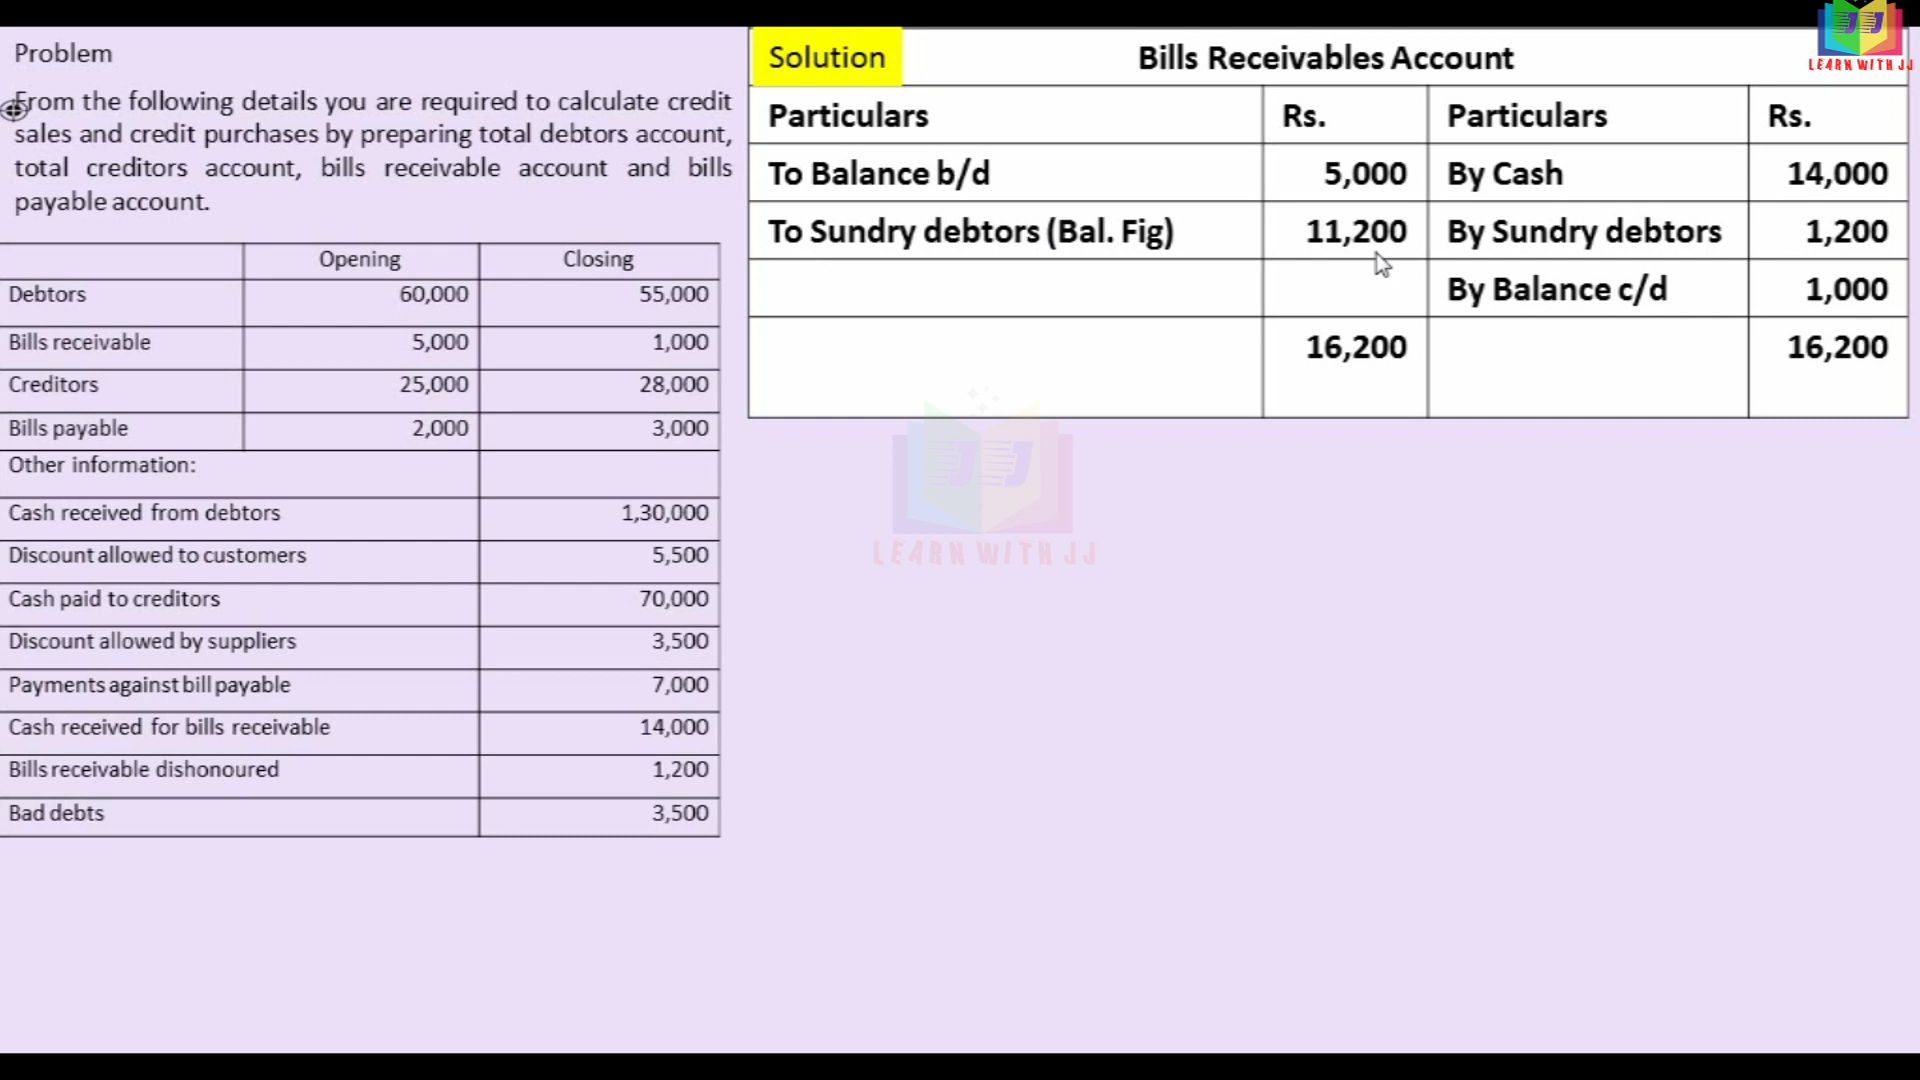 Problem
From the following details you are required to calculate credit
sales and credit purchases by preparing total debtors account,
total creditors account, bills receivable account and bills
payable account.
Opening Closing
Debtors 60,000 55,000
Bills receivable 5,000 1,000
Creditors 25,000 28,000
Bills payable 2,000 3,000
Other information:
Cash received from debtors 1,30,000
Discount allowed to customers 5,500
Cash paid to creditors 70,000
Discount allowed by suppliers 3,500
Payments against bill payable 7,000
Cash received for bills receivable 14,000
Bills receivable dishonoured 1,200
Bad debts 3,500
Solution Bills Receivables Account
Particulars Rs. Particulars Rs.
To Balance b/d 5,000 By Cash 14,000
To Sundry debtors (Bal. Fig) 11,200 By Sundry debtors 1,200
By Balance c/d 1,000
16,200 16,200
JJ
LEARN WITH JJ
JJ
LEARN WITH JJ